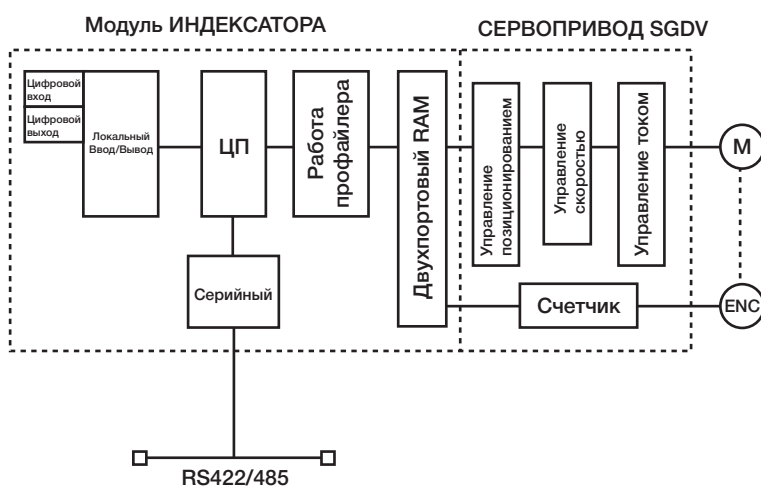 Модуль ИНДЕКСАТОРА
СЕРВОПРИВОД SGDV
Цифровой
вход
Цифровой
выход
Локальный
Ввод/Вывод
ЦП
Работа
профайлера
Двухпортовый RAM
Управление
позиционированием
Управление
скоростью
Управление током
M
Серийный
Счетчик
ENC
RS422/485